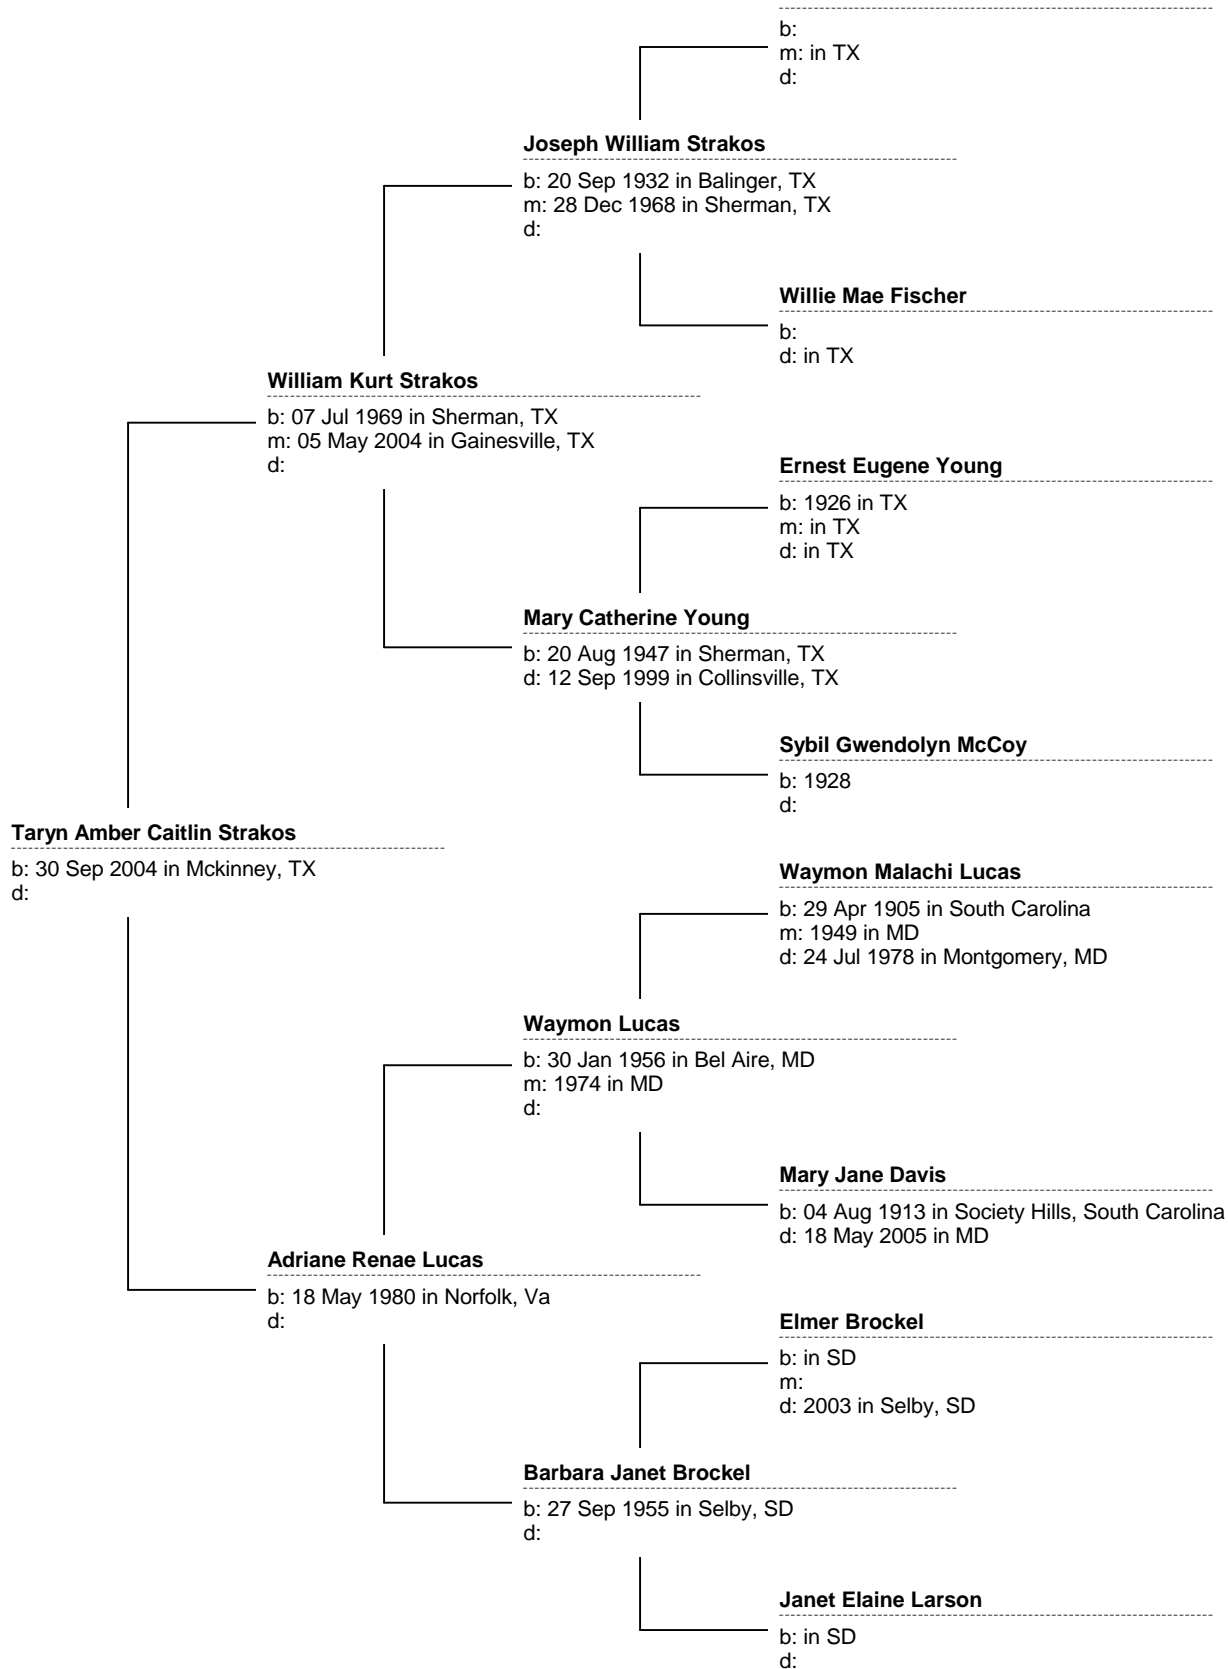 b:
m: in TX
d:
Joseph William Strakos
b: 20 Sep 1932 in Balinger, TX
m: 28 Dec 1968 in Sherman, TX
d:
Willie Mae Fischer
b:
d: in TX
William Kurt Strakos
b: 07 Jul 1969 in Sherman, TX
m: 05 May 2004 in Gainesville, TX
d:
Ernest Eugene Young
b: 1926 in TX
m: in TX
d: in TX
Mary Catherine Young
b: 20 Aug 1947 in Sherman, TX
d: 12 Sep 1999 in Collinsville, TX
Sybil Gwendolyn McCoy
b: 1928
d:
Taryn Amber Caitlin Strakos
b: 30 Sep 2004 in Mckinney, TX
d:
Waymon Malachi Lucas
b: 29 Apr 1905 in South Carolina
m: 1949 in MD
d: 24 Jul 1978 in Montgomery, MD
Waymon Lucas
b: 30 Jan 1956 in Bel Aire, MD
m: 1974 in MD
d:
Mary Jane Davis
b: 04 Aug 1913 in Society Hills, South Carolina
d: 18 May 2005 in MD
Adriane Renae Lucas
b: 18 May 1980 in Norfolk, Va
d:
Elmer Brockel
b: in SD
m:
d: 2003 in Selby, SD
Barbara Janet Brockel
b: 27 Sep 1955 in Selby, SD
d:
Janet Elaine Larson
b: in SD
d: